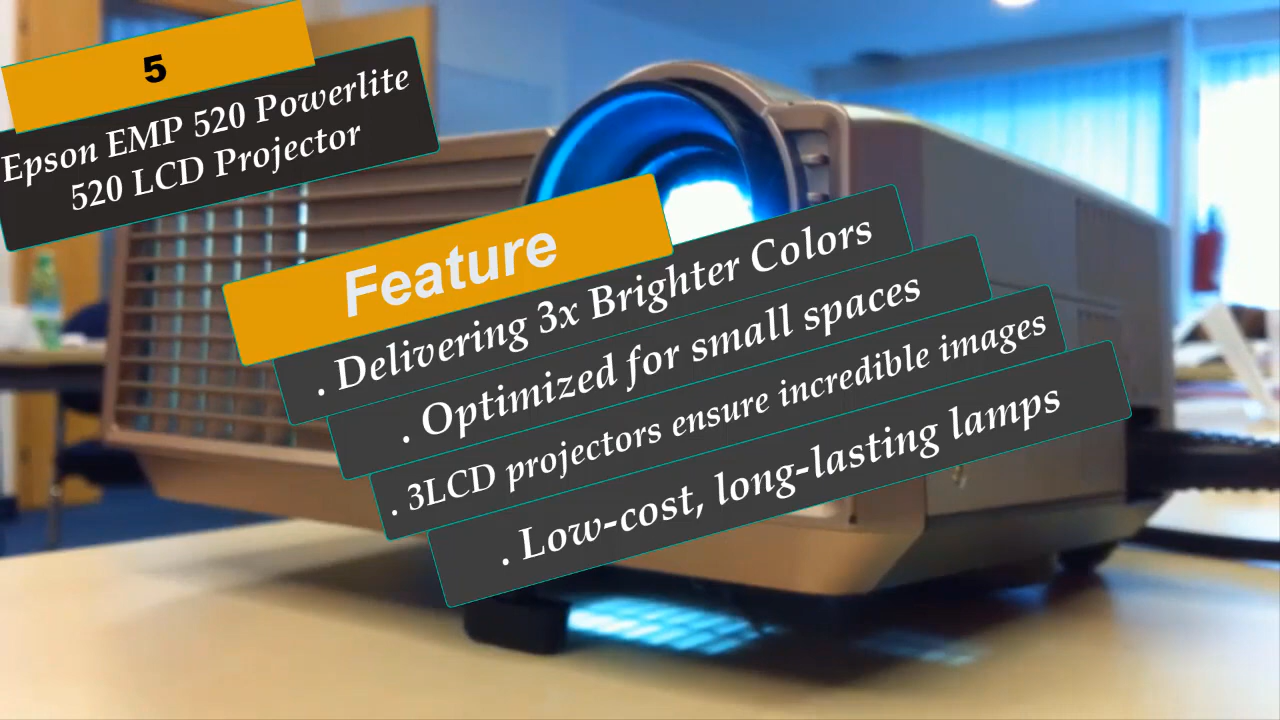 5
Epson EMP 520 Powerlite
520 LCD Projector
Feature
. Delivering 3x Brighter Colors
. Optimized for small spaces
. 3LCD projectors ensure incredible images
. Low-cost, long-lasting lamps